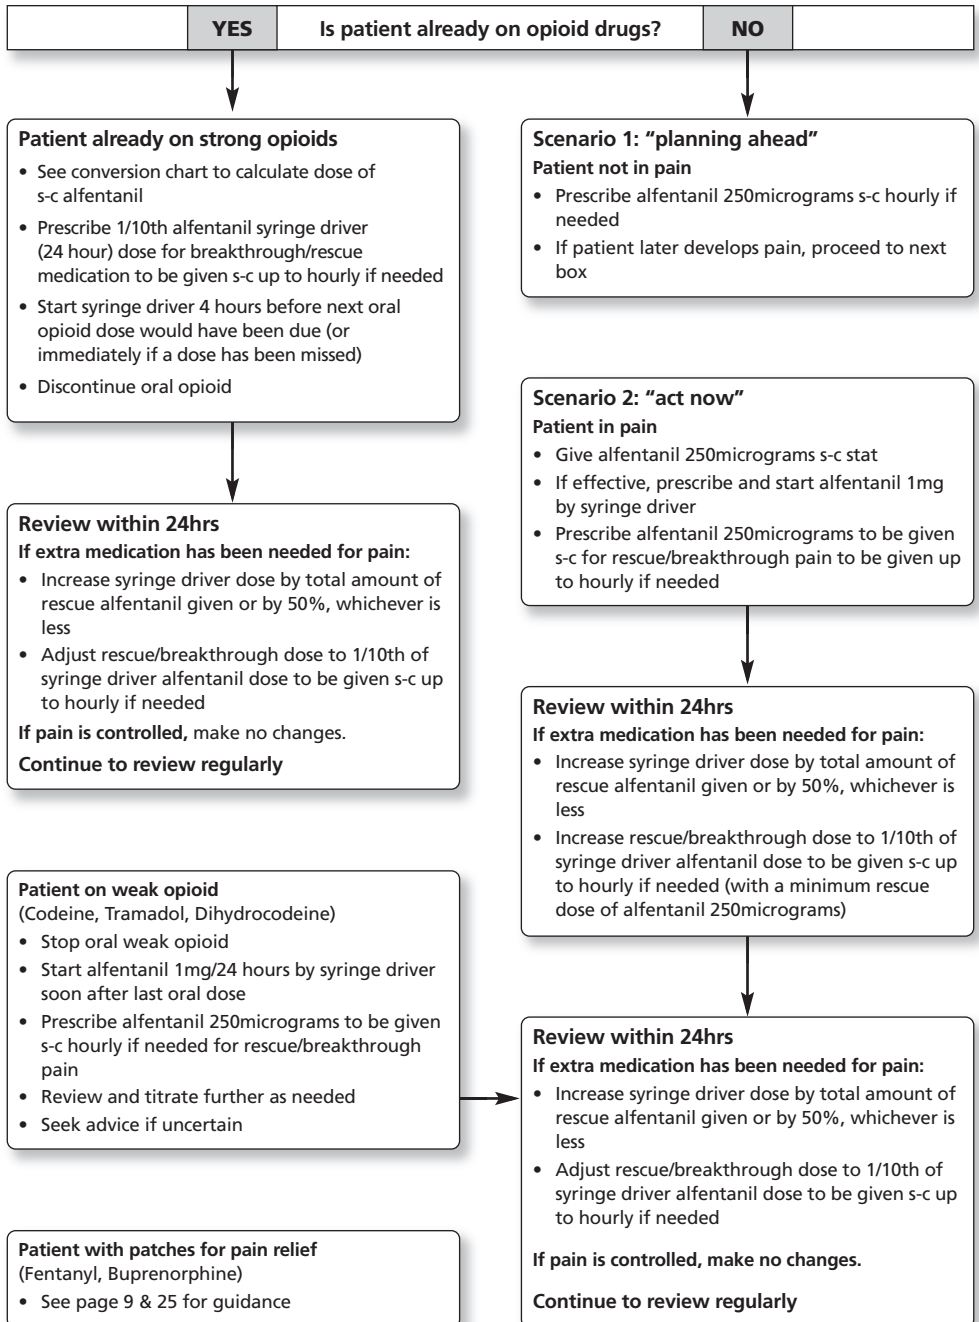 YES Is patient already on opioid drugs? NO
Patient already on strong opioids
• See conversion chart to calculate dose of
s-c alfentanil
• Prescribe 1/10th alfentanil syringe driver
(24 hour) dose for breakthrough/rescue
medication to be given s-c up to hourly if needed
• Start syringe driver 4 hours before next oral
opioid dose would have been due (or
immediately if a dose has been missed)
• Discontinue oral opioid
Review within 24hrs
If extra medication has been needed for pain:
• Increase syringe driver dose by total amount of
rescue alfentanil given or by 50%, whichever is
less
• Adjust rescue/breakthrough dose to 1/10th of
syringe driver alfentanil dose to be given s-c up
to hourly if needed
If pain is controlled, make no changes.
Continue to review regularly
Patient on weak opioid
(Codeine, Tramadol, Dihydrocodeine)
• Stop oral weak opioid
• Start alfentanil 1mg/24 hours by syringe driver
soon after last oral dose
• Prescribe alfentanil 250micrograms to be given
s-c hourly if needed for rescue/breakthrough
pain
• Review and titrate further as needed
• Seek advice if uncertain
Patient with patches for pain relief
(Fentanyl, Buprenorphine)
• See page 9 & 25 for guidance
Scenario 1: “planning ahead”
Patient not in pain
• Prescribe alfentanil 250micrograms s-c hourly if
needed
• If patient later develops pain, proceed to next
box
Scenario 2: “act now”
Patient in pain
• Give alfentanil 250micrograms s-c stat
• If effective, prescribe and start alfentanil 1mg
by syringe driver
• Prescribe alfentanil 250micrograms to be given
s-c for rescue/breakthrough pain to be given up
to hourly if needed
Review within 24hrs
If extra medication has been needed for pain:
• Increase syringe driver dose by total amount of
rescue alfentanil given or by 50%, whichever is
less
• Increase rescue/breakthrough dose to 1/10th of
syringe driver alfentanil dose to be given s-c up
to hourly if needed (with a minimum rescue
dose of alfentanil 250micrograms)
Review within 24hrs
If extra medication has been needed for pain:
• Increase syringe driver dose by total amount of
rescue alfentanil given or by 50%, whichever is
less
• Adjust rescue/breakthrough dose to 1/10th of
syringe driver alfentanil dose to be given s-c up
to hourly if needed
If pain is controlled, make no changes.
Continue to review regularly